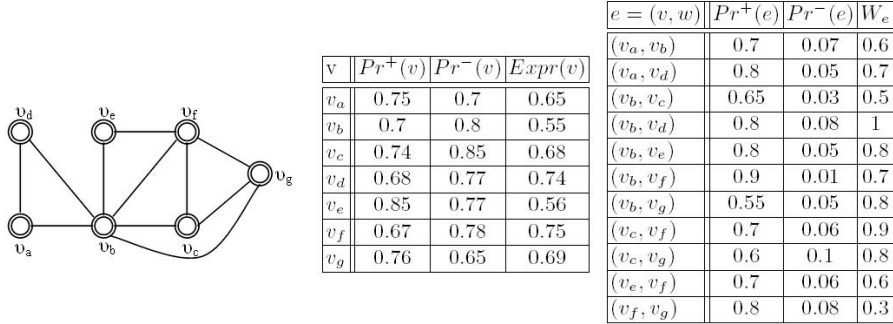 υd υe υf
υg
υa υb υc
v Pr⁺(v) Pr⁻(v) Expr(v)
va 0.75 0.7 0.65
vb 0.7 0.8 0.55
vc 0.74 0.85 0.68
vd 0.68 0.77 0.74
ve 0.85 0.77 0.56
vf 0.67 0.78 0.75
vg 0.76 0.65 0.69
e = (v, w) Pr⁺(e) Pr⁻(e) We
(va, vb) 0.7 0.07 0.6
(va, vd) 0.8 0.05 0.7
(vb, vc) 0.65 0.03 0.5
(vb, vd) 0.8 0.08 1
(vb, ve) 0.8 0.05 0.8
(vb, vf) 0.9 0.01 0.7
(vb, vg) 0.55 0.05 0.8
(vc, vf) 0.7 0.06 0.9
(vc, vg) 0.6 0.1 0.8
(ve, vf) 0.7 0.06 0.6
(vf, vg) 0.8 0.08 0.3